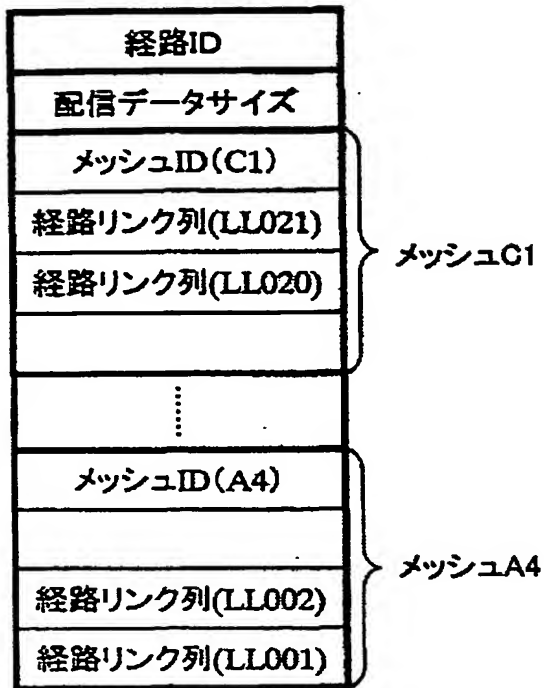 経路ID
配信データサイズ
メッシュID(C1)
経路リンク列(LL021)
メッシュC1
経路リンク列(LL020)
メッシュID(A4)
メッシュA4
経路リンク列(LL002)
経路リンク列(LL001)